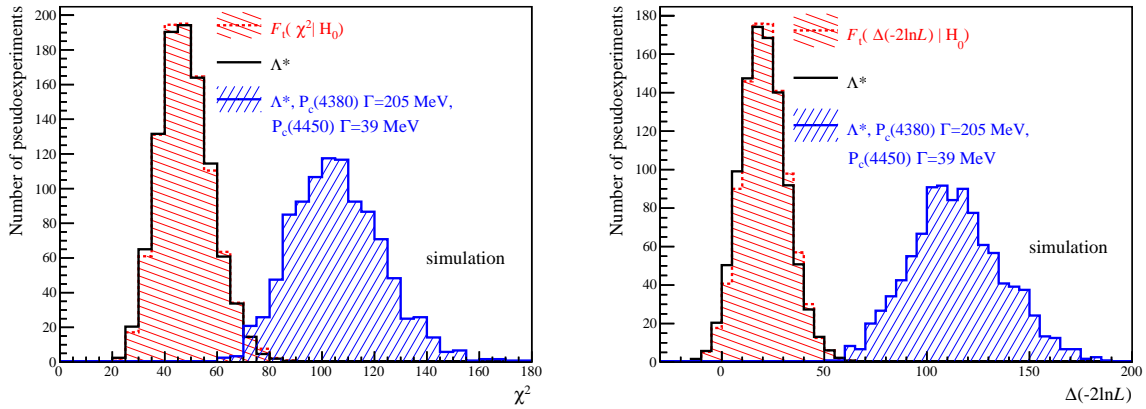 Number of pseudoexperiments
200
180
160
140
120
100
80
60
40
20
0
F_t( χ²| H₀)
Λ*
Λ*, P_c(4380) Γ=205 MeV,
P_c(4450) Γ=39 MeV
simulation
0 20 40 60 80 100 120 140 160 180
χ²
Number of pseudoexperiments
180
160
140
120
100
80
60
40
20
0
F_t( Δ(-2lnL) | H₀)
Λ*
Λ*, P_c(4380) Γ=205 MeV,
P_c(4450) Γ=39 MeV
simulation
0 50 100 150 200
Δ(-2lnL)